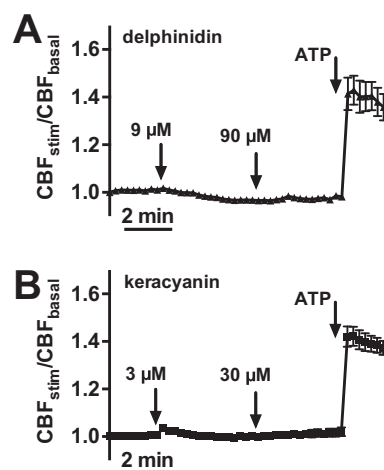 A
delphinidin
CBFstim/CBFbasal
1.6
1.4
1.2
1.0
9 µM
90 µM
ATP
2 min
B
keracyanin
CBFstim/CBFbasal
1.6
1.4
1.2
1.0
3 µM
30 µM
ATP
2 min